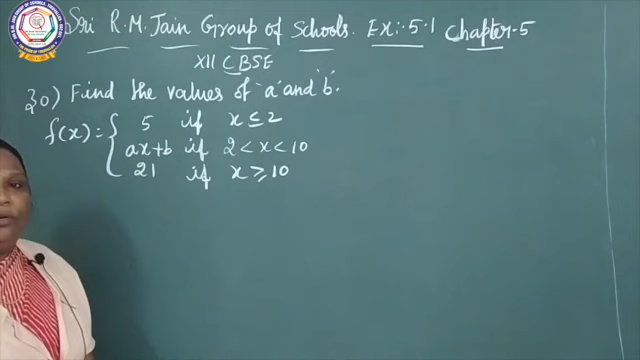 Sri R.M. Jain Group of Schools. Ex:-5.1 Chapter-5
XII CBSE
30) Find the values of 'a' and 'b'.
f(x) = { 5 if x ≤ 2
ax+b if 2 < x < 10
21 if x ≥ 10